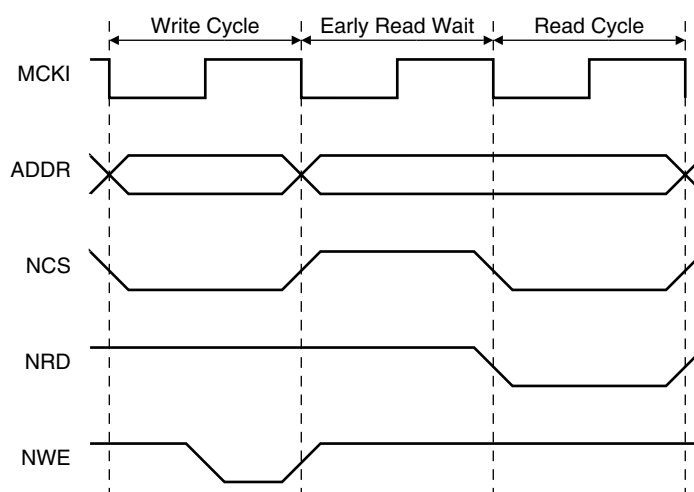 Write Cycle Early Read Wait Read Cycle
MCKI
ADDR
NCS
NRD
NWE